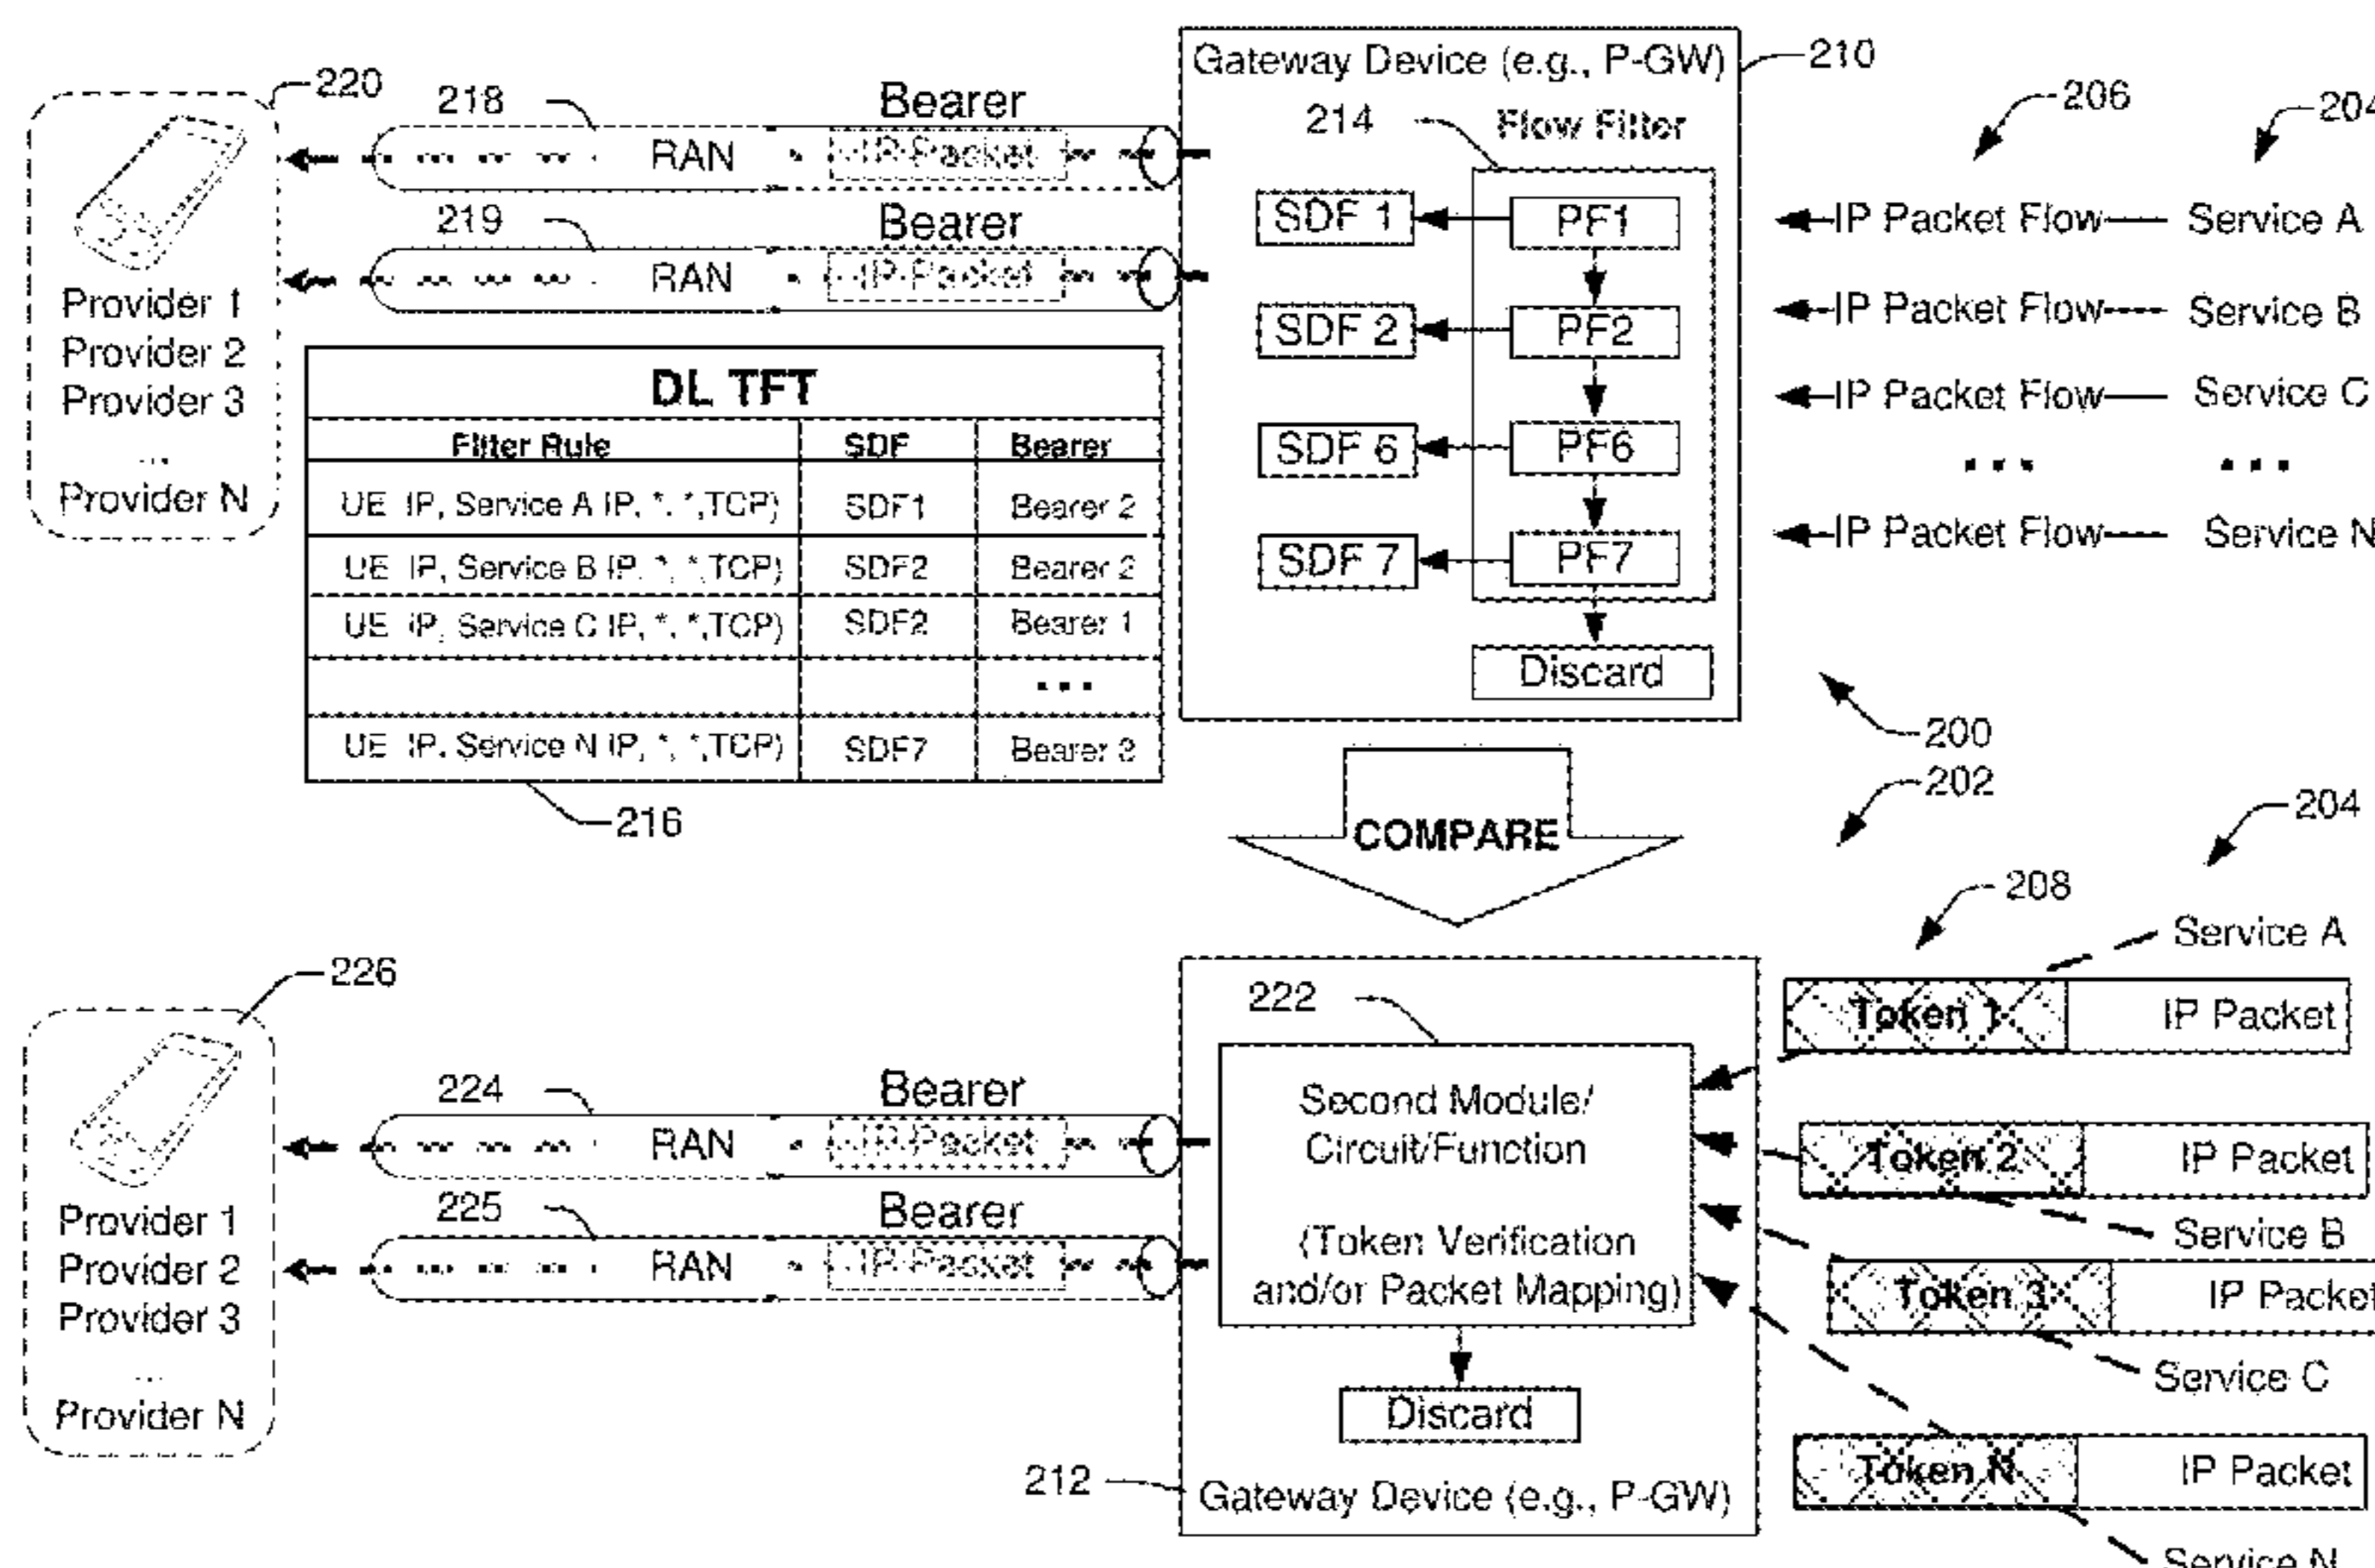 Gateway Device (e.g., P-GW)
210
220
218
Bearer
214
Flow Filter
206
204
RAN
IP Packet
219
Bearer
SDF 1
PF1
IP Packet Flow
Service A
RAN
IP Packet
Provider 1
Provider 2
Provider 3
...
Provider N
SDF 2
PF2
IP Packet Flow
Service B
IP Packet Flow
Service C
SDF 6
PF6
...
...
SDF 7
PF7
IP Packet Flow
Service N
Discard
DL TFT
Filter Rule SDF Bearer
UE IP, Service A IP, *, *,TCP) SDF1 Bearer 2
UE IP, Service B IP, *, *,TCP) SDF2 Bearer 2
UE IP, Service C IP, *, *,TCP) SDF2 Bearer 1
...
UE IP, Service N IP, *, *,TCP) SDF7 Bearer
216
200
202
COMPARE
204
208
Service A
226
222
Token 1 IP Packet
224
Bearer
RAN
IP Packet
225
Bearer
RAN
IP Packet
Provider 1
Provider 2
Provider 3
...
Provider N
Second Module/
Circuit/Function
(Token Verification
and/or Packet Mapping)
Token 2 IP Packet
Service B
Token 3 IP Packet
Service C
Discard
Token N IP Packet
212
Gateway Device (e.g., P-GW)
Service N